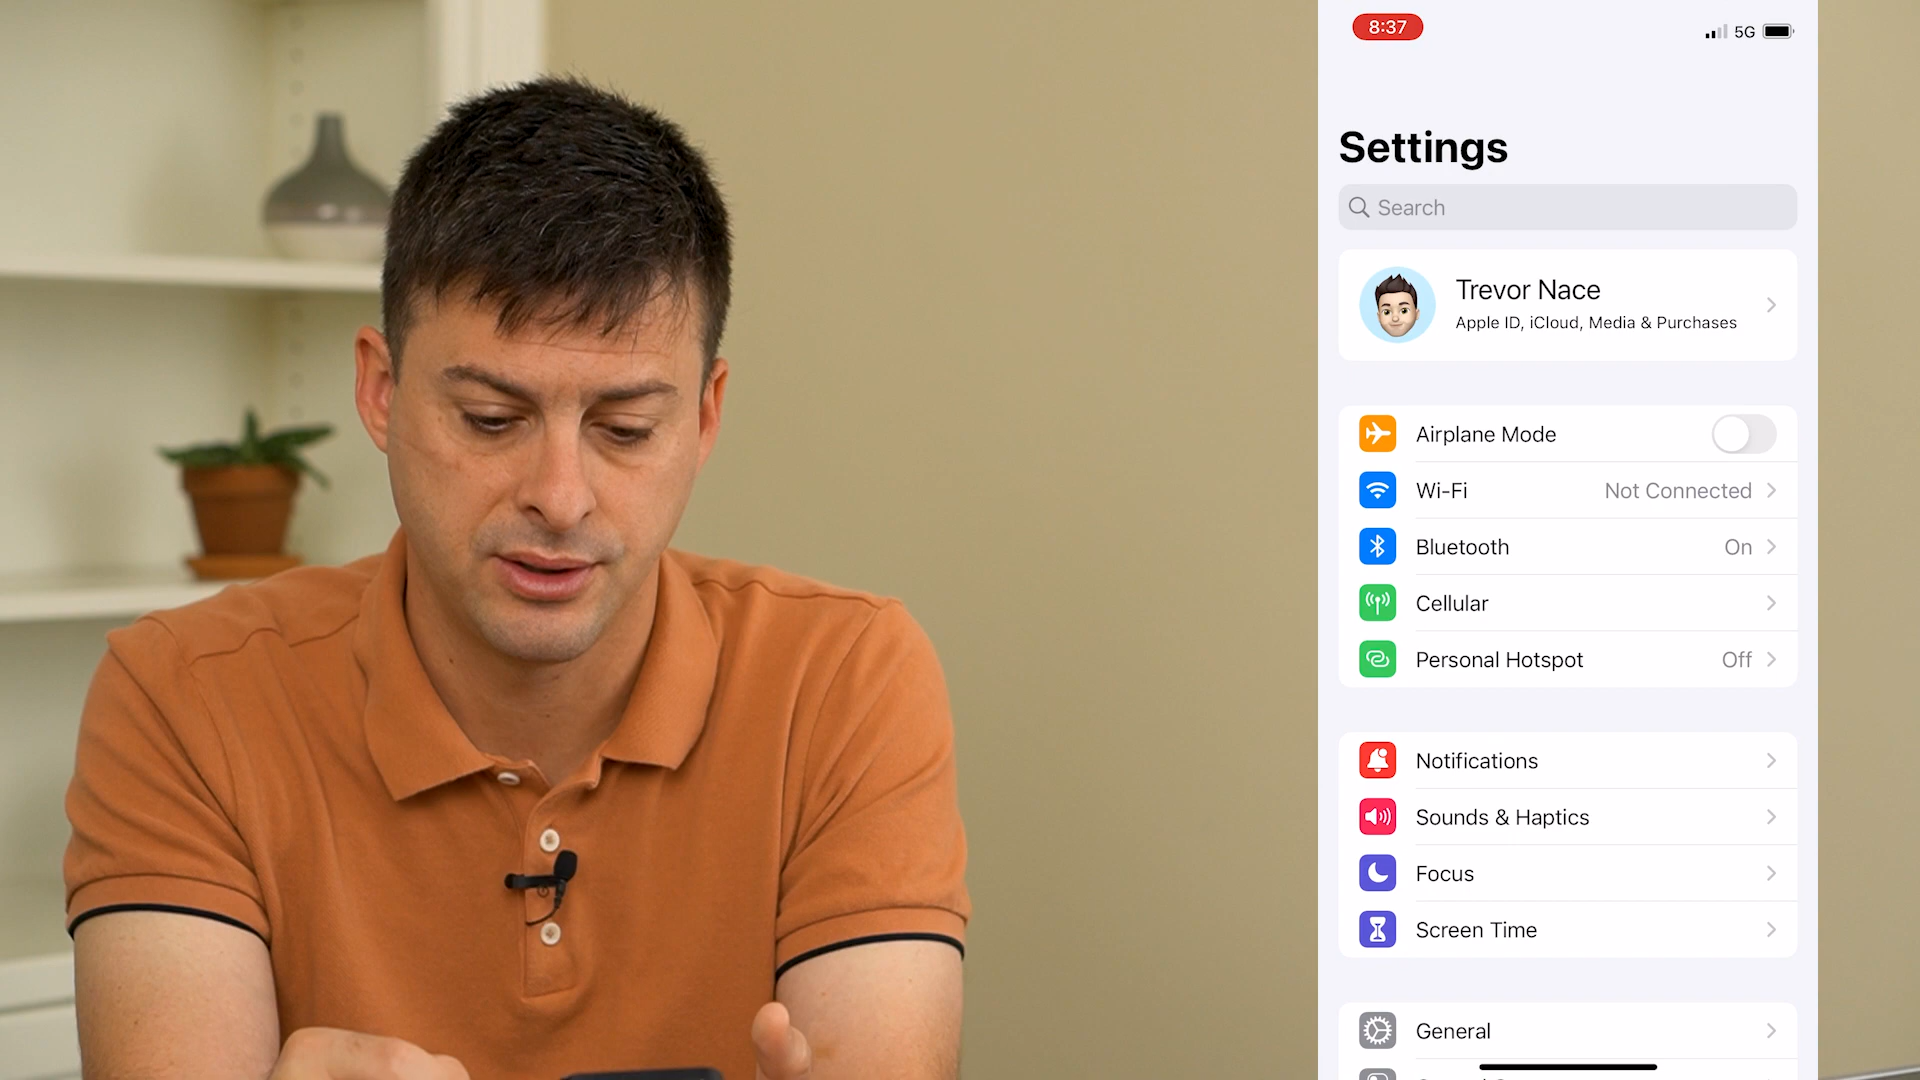 8:37
5G
Settings
Search
Trevor Nace
Apple ID, iCloud, Media & Purchases
Airplane Mode
Wi-Fi Not Connected
Bluetooth On
Cellular
Personal Hotspot Off
Notifications
Sounds & Haptics
Focus
Screen Time
General